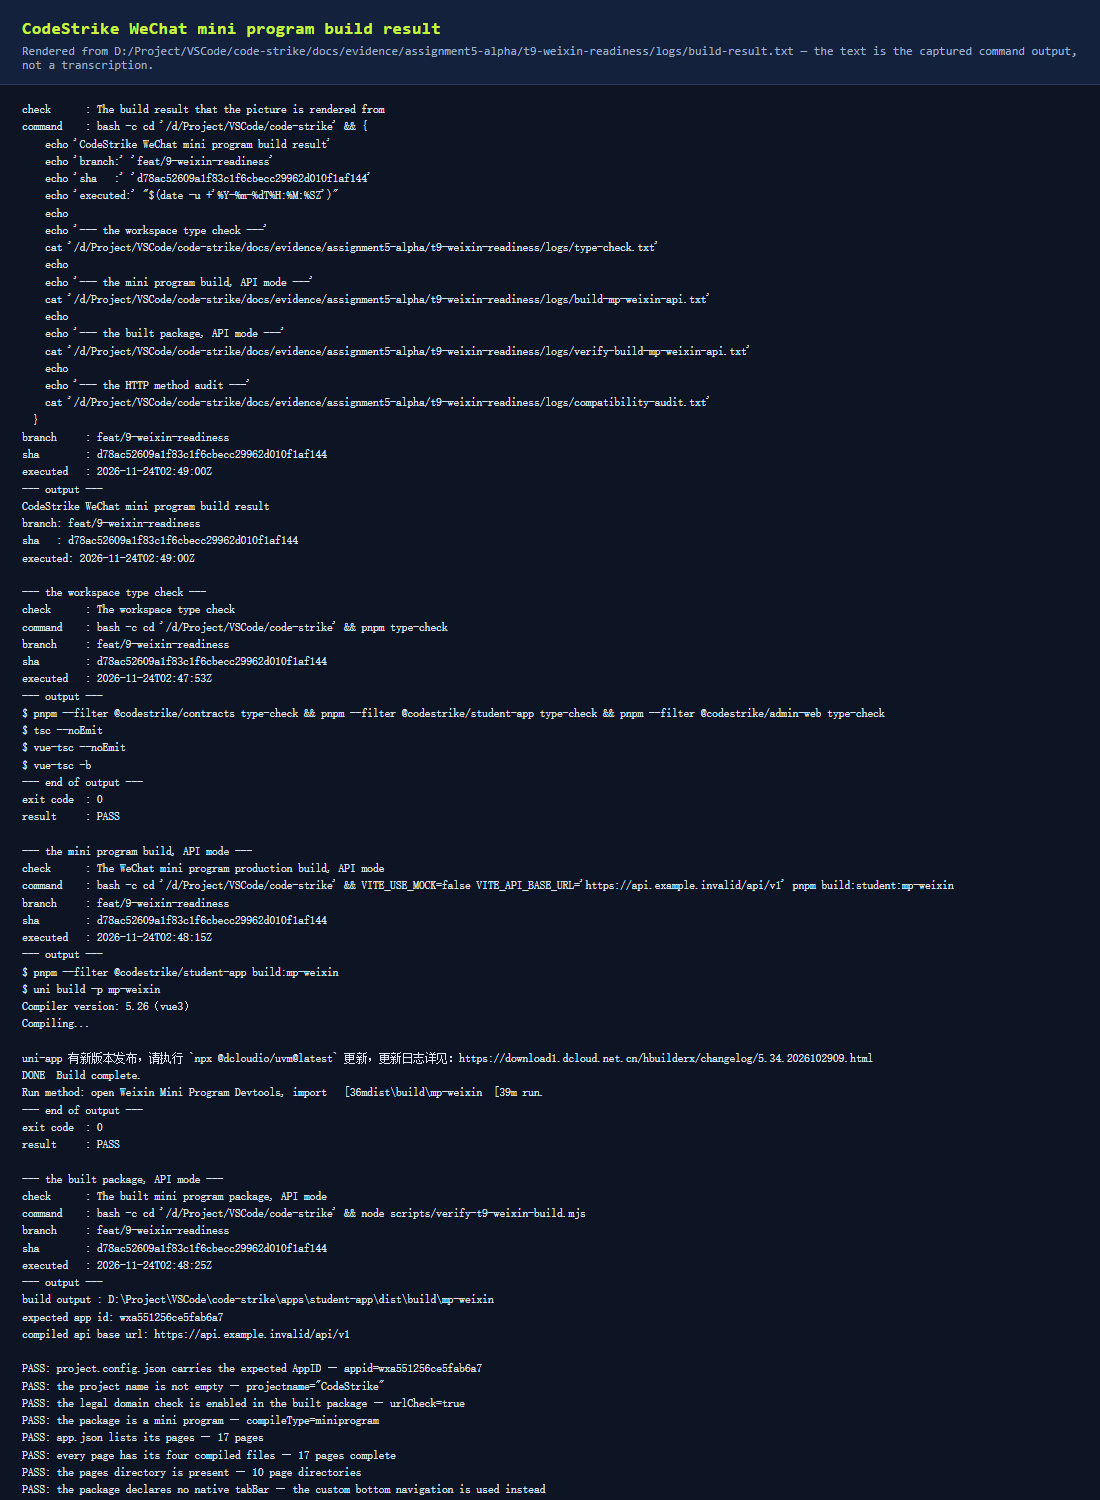 CodeStrike WeChat mini program build result
Rendered from D:/Project/VSCode/code-strike/docs/evidence/assignment5-alpha/t9-weixin-readiness/logs/build-result.txt — the text is the captured command output,
not a transcription.
check      : The build result that the picture is rendered from
command    : bash -c cd '/d/Project/VSCode/code-strike' && {
    echo 'CodeStrike WeChat mini program build result'
    echo 'branch:' 'feat/9-weixin-readiness'
    echo 'sha   :' 'd78ac52609a1f83c1f6cbecc29962d010f1af144'
    echo 'executed:' "$(date -u +'%Y-%m-%dT%H:%M:%SZ')"
    echo
    echo '--- the workspace type check ---'
    cat '/d/Project/VSCode/code-strike/docs/evidence/assignment5-alpha/t9-weixin-readiness/logs/type-check.txt'
    echo
    echo '--- the mini program build, API mode ---'
    cat '/d/Project/VSCode/code-strike/docs/evidence/assignment5-alpha/t9-weixin-readiness/logs/build-mp-weixin-api.txt'
    echo
    echo '--- the built package, API mode ---'
    cat '/d/Project/VSCode/code-strike/docs/evidence/assignment5-alpha/t9-weixin-readiness/logs/verify-build-mp-weixin-api.txt'
    echo
    echo '--- the HTTP method audit ---'
    cat '/d/Project/VSCode/code-strike/docs/evidence/assignment5-alpha/t9-weixin-readiness/logs/compatibility-audit.txt'
  }
branch     : feat/9-weixin-readiness
sha        : d78ac52609a1f83c1f6cbecc29962d010f1af144
executed   : 2026-11-24T02:49:00Z
--- output ---
CodeStrike WeChat mini program build result
branch: feat/9-weixin-readiness
sha   : d78ac52609a1f83c1f6cbecc29962d010f1af144
executed: 2026-11-24T02:49:00Z

--- the workspace type check ---
check      : The workspace type check
command    : bash -c cd '/d/Project/VSCode/code-strike' && pnpm type-check
branch     : feat/9-weixin-readiness
sha        : d78ac52609a1f83c1f6cbecc29962d010f1af144
executed   : 2026-11-24T02:47:53Z
--- output ---
$ pnpm --filter @codestrike/contracts type-check && pnpm --filter @codestrike/student-app type-check && pnpm --filter @codestrike/admin-web type-check
$ tsc --noEmit
$ vue-tsc --noEmit
$ vue-tsc -b
--- end of output ---
exit code  : 0
result     : PASS

--- the mini program build, API mode ---
check      : The WeChat mini program production build, API mode
command    : bash -c cd '/d/Project/VSCode/code-strike' && VITE_USE_MOCK=false VITE_API_BASE_URL='https://api.example.invalid/api/v1' pnpm build:student:mp-weixin
branch     : feat/9-weixin-readiness
sha        : d78ac52609a1f83c1f6cbecc29962d010f1af144
executed   : 2026-11-24T02:48:15Z
--- output ---
$ pnpm --filter @codestrike/student-app build:mp-weixin
$ uni build -p mp-weixin
Compiler version: 5.26（vue3）
Compiling...

uni-app 有新版本发布，请执行 `npx @dcloudio/uvm@latest` 更新，更新日志详见：https://download1.dcloud.net.cn/hbuilderx/changelog/5.34.2026102909.html
DONE  Build complete.
Run method: open Weixin Mini Program Devtools, import   [36mdist\build\mp-weixin  [39m run.
--- end of output ---
exit code  : 0
result     : PASS

--- the built package, API mode ---
check      : The built mini program package, API mode
command    : bash -c cd '/d/Project/VSCode/code-strike' && node scripts/verify-t9-weixin-build.mjs
branch     : feat/9-weixin-readiness
sha        : d78ac52609a1f83c1f6cbecc29962d010f1af144
executed   : 2026-11-24T02:48:25Z
--- output ---
build output : D:\Project\VSCode\code-strike\apps\student-app\dist\build\mp-weixin
expected app id: wxa551256ce5fab6a7
compiled api base url: https://api.example.invalid/api/v1

PASS: project.config.json carries the expected AppID — appid=wxa551256ce5fab6a7
PASS: the project name is not empty — projectname="CodeStrike"
PASS: the legal domain check is enabled in the built package — urlCheck=true
PASS: the package is a mini program — compileType=miniprogram
PASS: app.json lists its pages — 17 pages
PASS: every page has its four compiled files — 17 pages complete
PASS: the pages directory is present — 10 page directories
PASS: the package declares no native tabBar — the custom bottom navigation is used instead